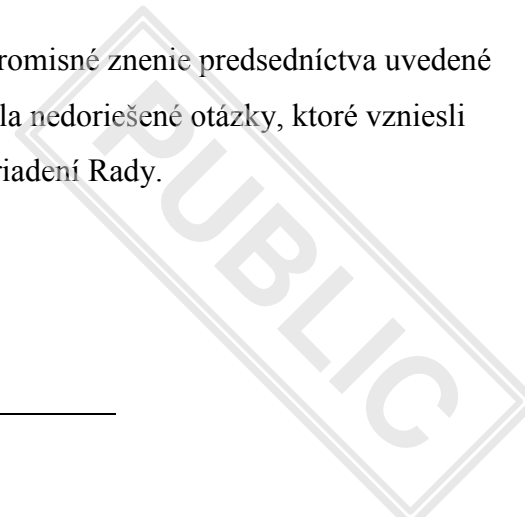 romisné znenie predsedníctva uvedené
la nedoriešené otázky, ktoré vzniesli
riadení Rady.
PUBLIC